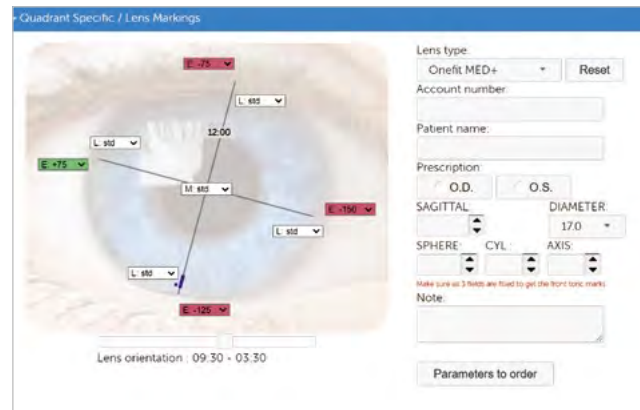 Quadrant Specific / Lens Markings
E: -75
L: std
12:00
L: std
E: +75
M: std
E: -150
L: std
L: std
E: -125
Lens orientation : 09:30 - 03:30
Lens type:
Onefit MED+
Reset
Account number:
Patient name:
Prescription:
O.D.
O.S.
SAGITTAL
DIAMETER:
17.0
SPHERE:
CYL :
AXIS:
Make sure as 3 fields are fixed to get the front toric marks
Note:
Parameters to order